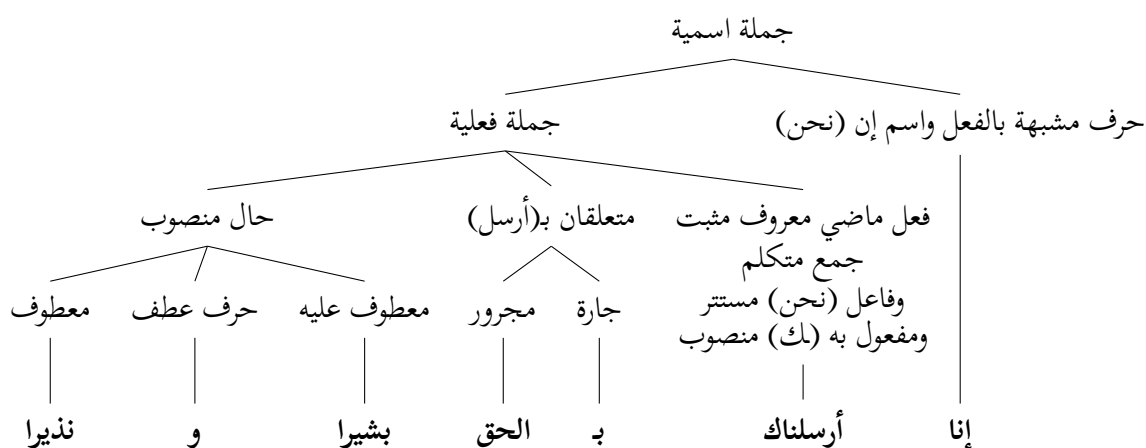 جملة اسمية
حرف مشبهة بالفعل واسم إن (نحن)
جملة فعلية
فعل ماضي معروف مثبت
جمع متكلم
وفاعل (نحن) مستتر
ومفعول به (ـك) منصوب
متعلقان بـ(أرسل)
حال منصوب
جارة
مجرور
معطوف عليه
حرف عطف
معطوف
إنا أرسلناك بـ الحق بشيرا و نذيرا